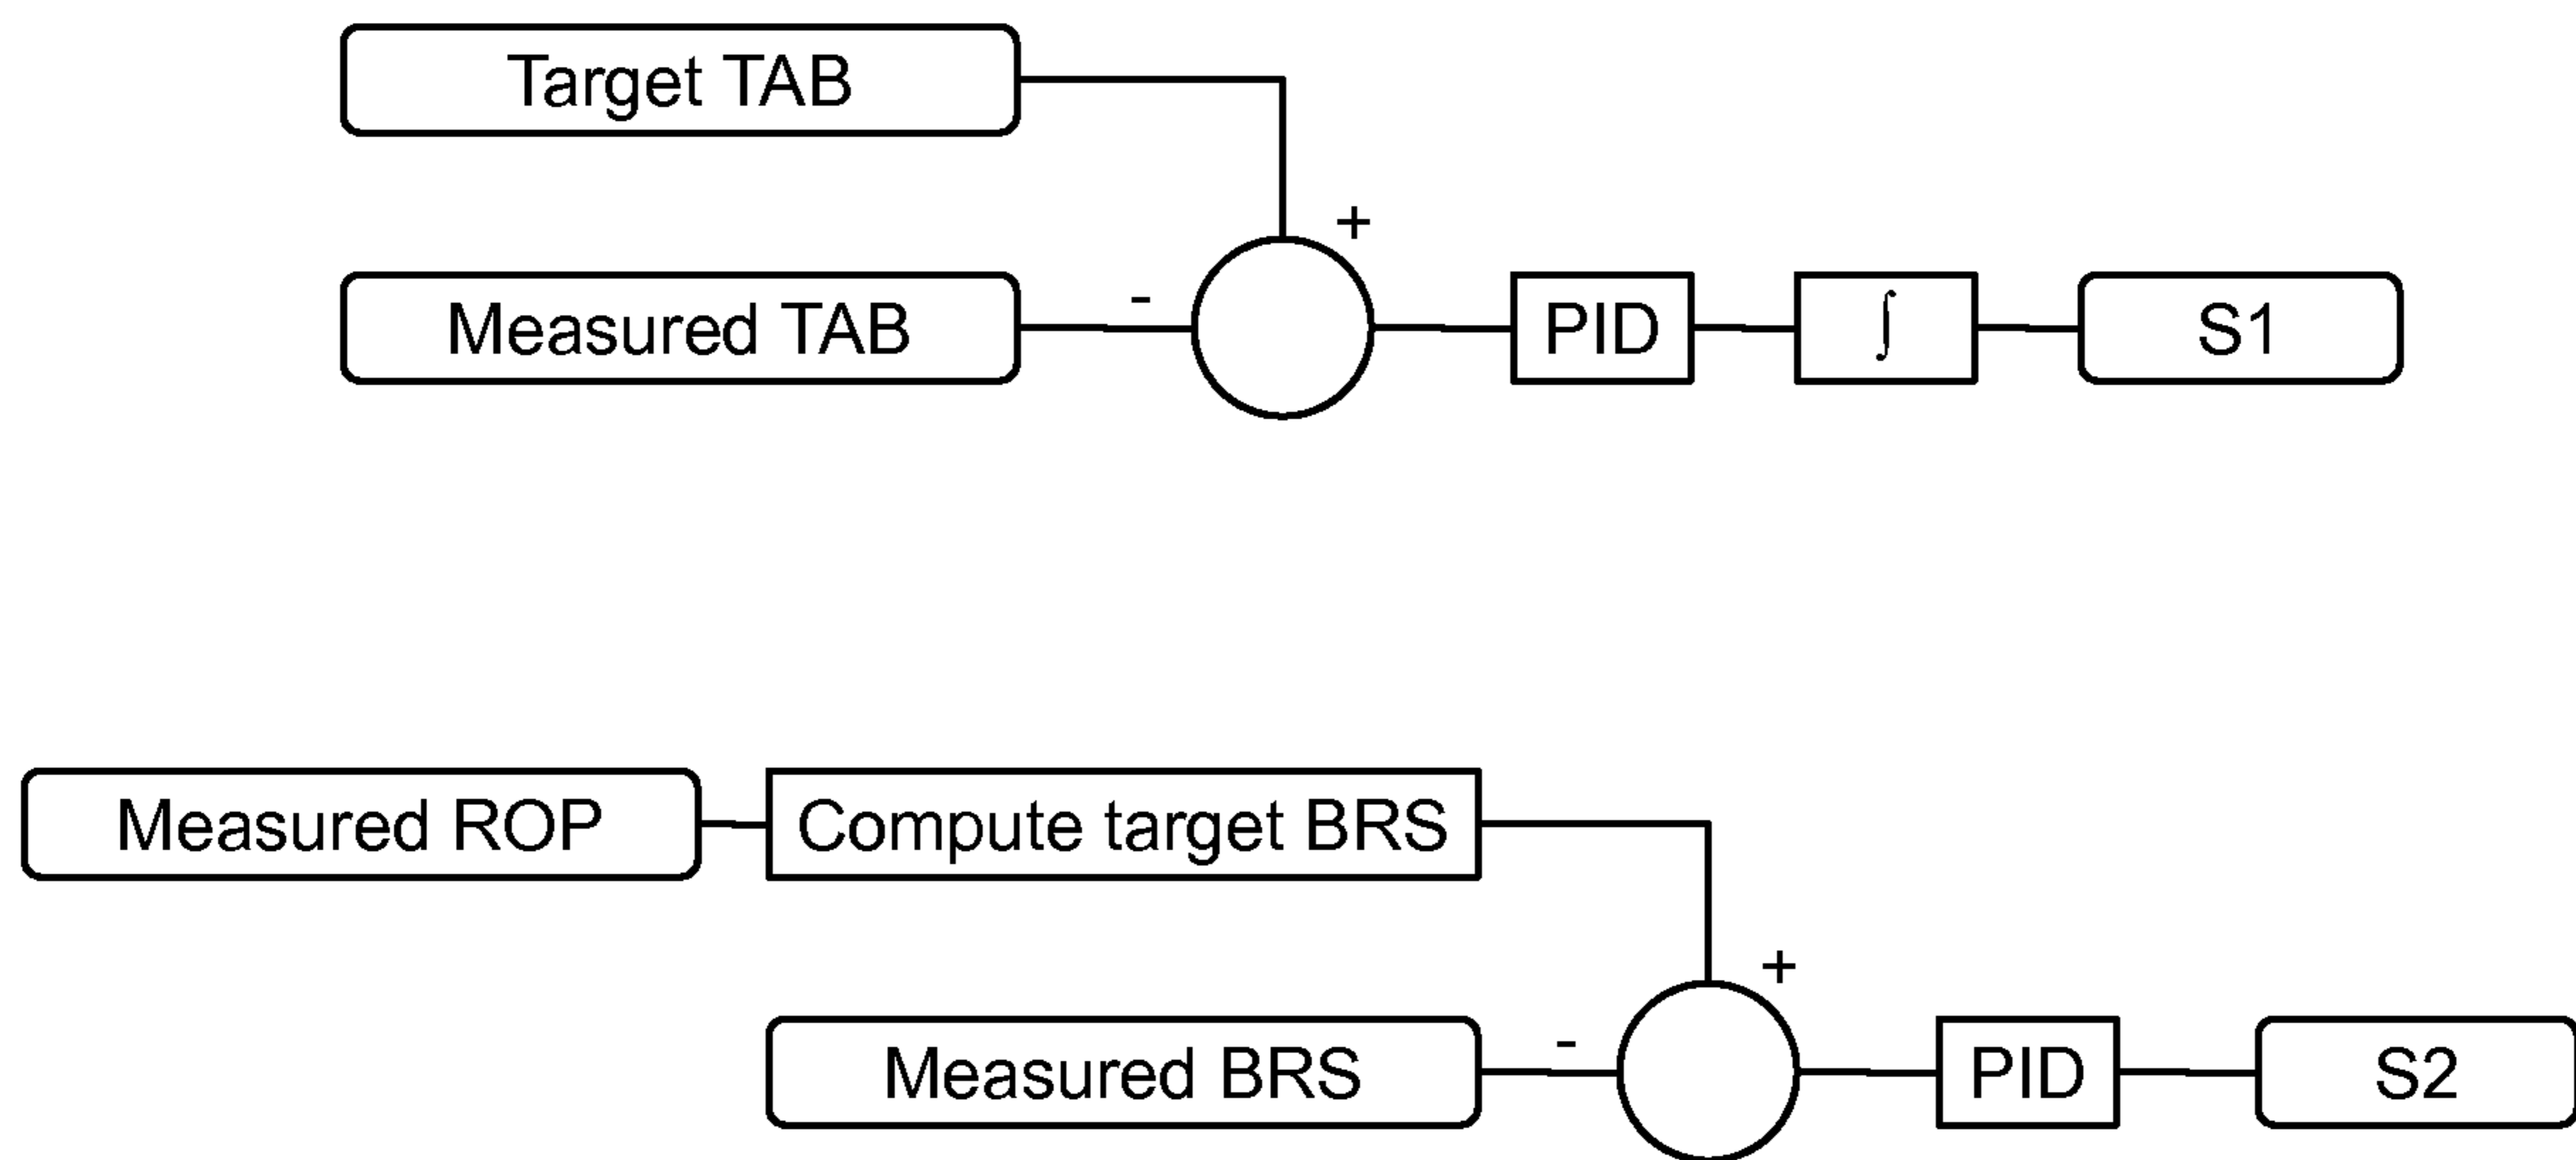 Target TAB
+
Measured TAB
-
PID
∫
S1
Measured ROP
Compute target BRS
+
Measured BRS
-
PID
S2